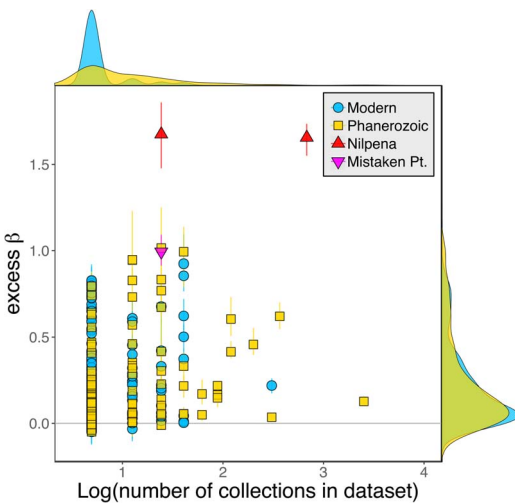 Modern
Phanerozoic
Nilpena
Mistaken Pt.
1.5
1.0
0.5
0.0
excess β
1 2 3 4
Log(number of collections in dataset)